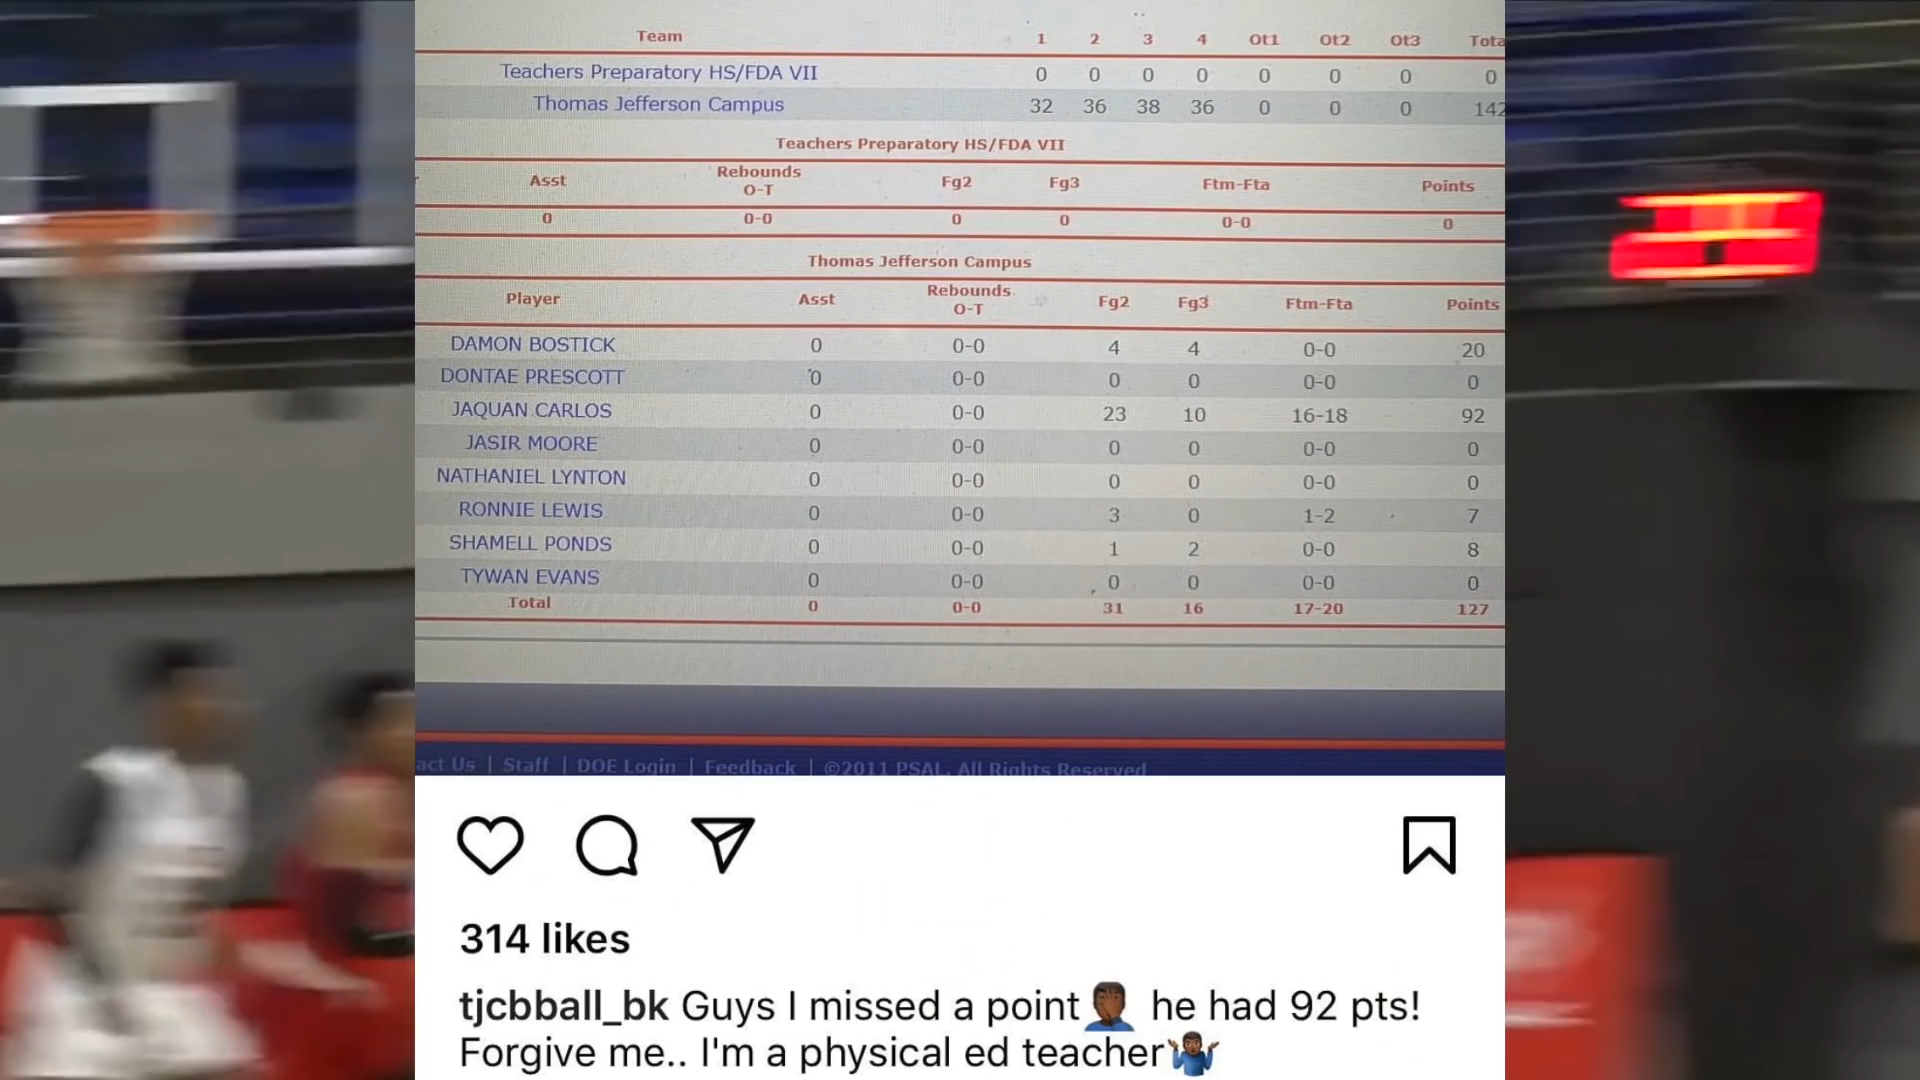 Team 1 2 3 4 Ot1 Ot2 Ot3
Teachers Preparatory HS/FDA VII 0 0 0 0 0 0 0 0
Thomas Jefferson Campus 32 36 38 36 0 0 0 142
Teachers Preparatory HS/FDA VII
Asst Rebounds O-T Fg2 Fg3 Ftm-Fta Points
0 0-0 0 0 0-0 0
Thomas Jefferson Campus
Player Asst Rebounds O-T Fg2 Fg3 Ftm-Fta Points
DAMON BOSTICK 0 0-0 4 4 0-0 20
DONTAE PRESCOTT 0 0-0 0 0 0-0 0
JAQUAN CARLOS 0 0-0 23 10 16-18 92
JASIR MOORE 0 0-0 0 0 0-0 0
NATHANIEL LYNTON 0 0-0 0 0 0-0 0
RONNIE LEWIS 0 0-0 3 0 1-2 7
SHAMELL PONDS 0 0-0 1 2 0-0 8
TYWAN EVANS 0 0-0 0 0 0-0 0
Total 0 0-0 31 16 17-20 127
act Us | Staff | DOE Login | Feedback | ©2011 PSAL. All Rights Reserved
314 likes
tjcbball_bk Guys I missed a point🤦🏾‍♂️ he had 92 pts!
Forgive me.. I'm a physical ed teacher🤷🏾‍♂️